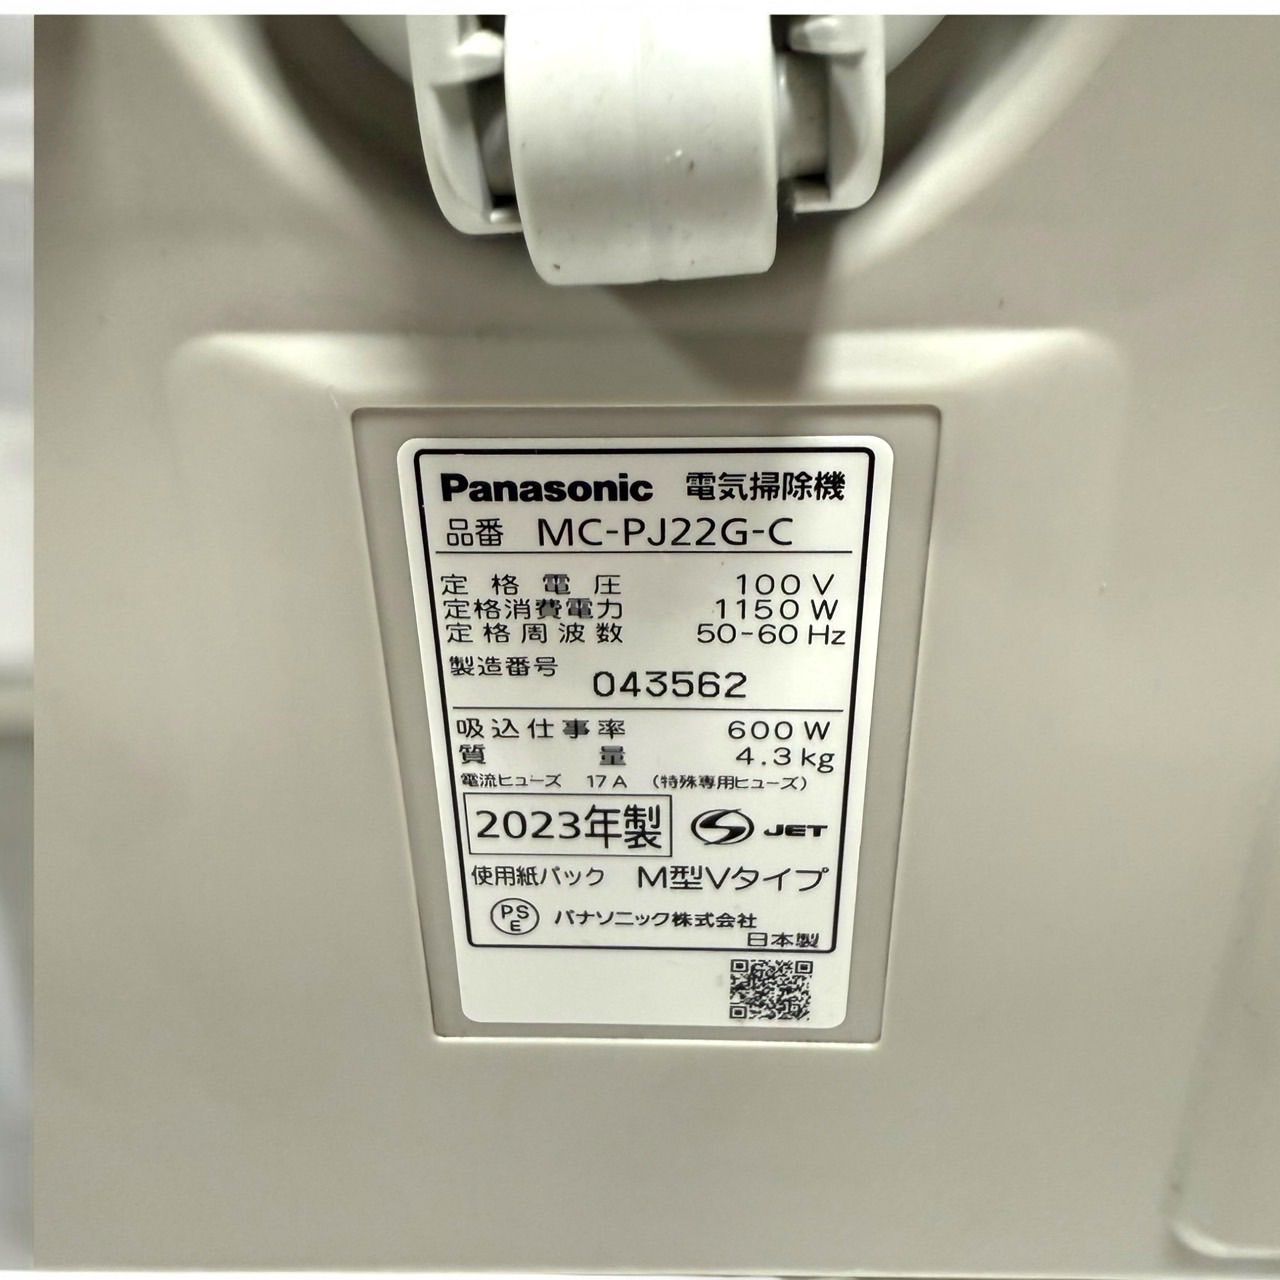 Panasonic 電気掃除機
品番 MC-PJ22G-C
定格電圧 100V
定格消費電力 1150W
定格周波数 50-60Hz
製造番号 043562
吸込仕事率 600W
質量 4.3kg
電流ヒューズ 17A (特殊専用ヒューズ)
2023年製 S JET
使用紙パック M型Vタイプ
PSE パナソニック株式会社
日本製